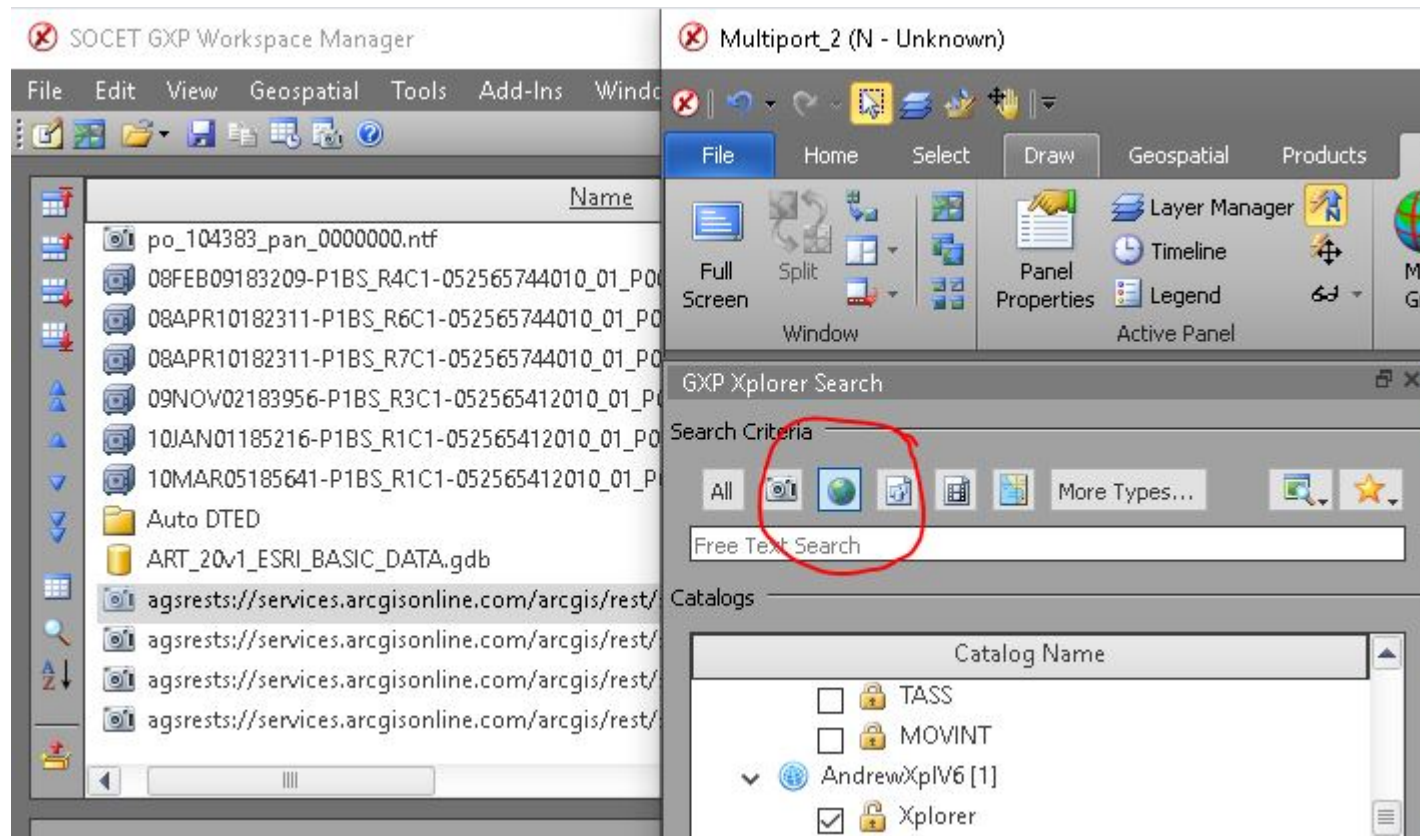 SOCET GXP Workspace Manager
File Edit View Geospatial Tools Add-Ins
Name
po_104383_pan_0000000.ntf
08FEB09183209-P1BS_R4C1-052565744010_01_P00
08APR10182311-P1BS_R6C1-052565744010_01_P0
08APR10182311-P1BS_R7C1-052565744010_01_P0
09NOV02183956-P1BS_R3C1-052565412010_01_P
10JAN01185216-P1BS_R1C1-052565412010_01_P0
10MAR05185641-P1BS_R1C1-052565412010_01_P
Auto DTED
ART_20v1_ESRI_BASIC_DATA.gdb
agsrests://services.arcgisonline.com/arcgis/rest/
agsrests://services.arcgisonline.com/arcgis/rest/
agsrests://services.arcgisonline.com/arcgis/rest/
agsrests://services.arcgisonline.com/arcgis/rest/
Multiport_2 (N - Unknown)
File Home Select Draw Geospatial Products
Full Screen
Split
Window
Panel Properties
Layer Manager
Timeline
Legend
Active Panel
GXP Xplorer Search
Search Criteria
All More Types...
Free Text Search
Catalogs
Catalog Name
TASS
MOVINT
AndrewXplV6 [1]
Xplorer